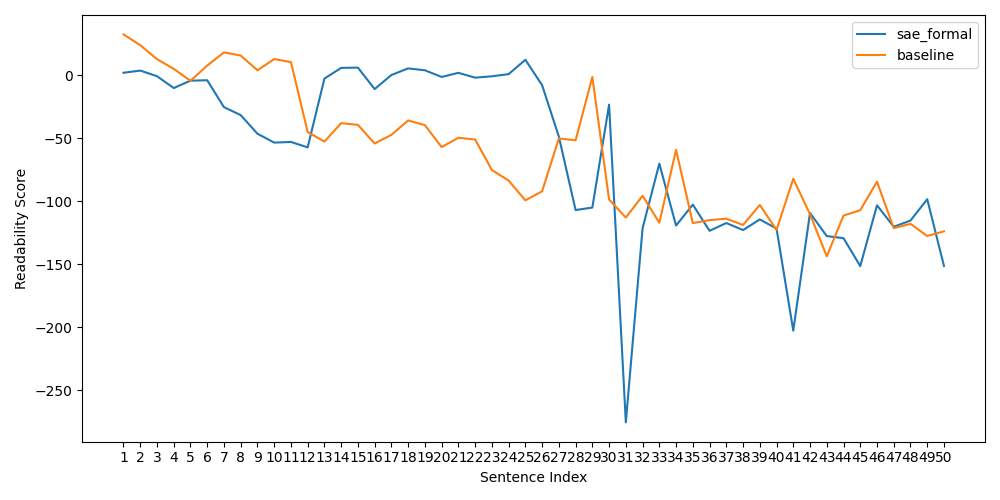 sae_formal
baseline
0
−50
−100
−150
−200
−250
Readability Score
1 2 3 4 5 6 7 8 9 10 11 12 13 14 15 16 17 18 19 20 21 22 23 24 25 26 27 28 29 30 31 32 33 34 35 36 37 38 39 40 41 42 43 44 45 46 47 48 49 50
Sentence Index